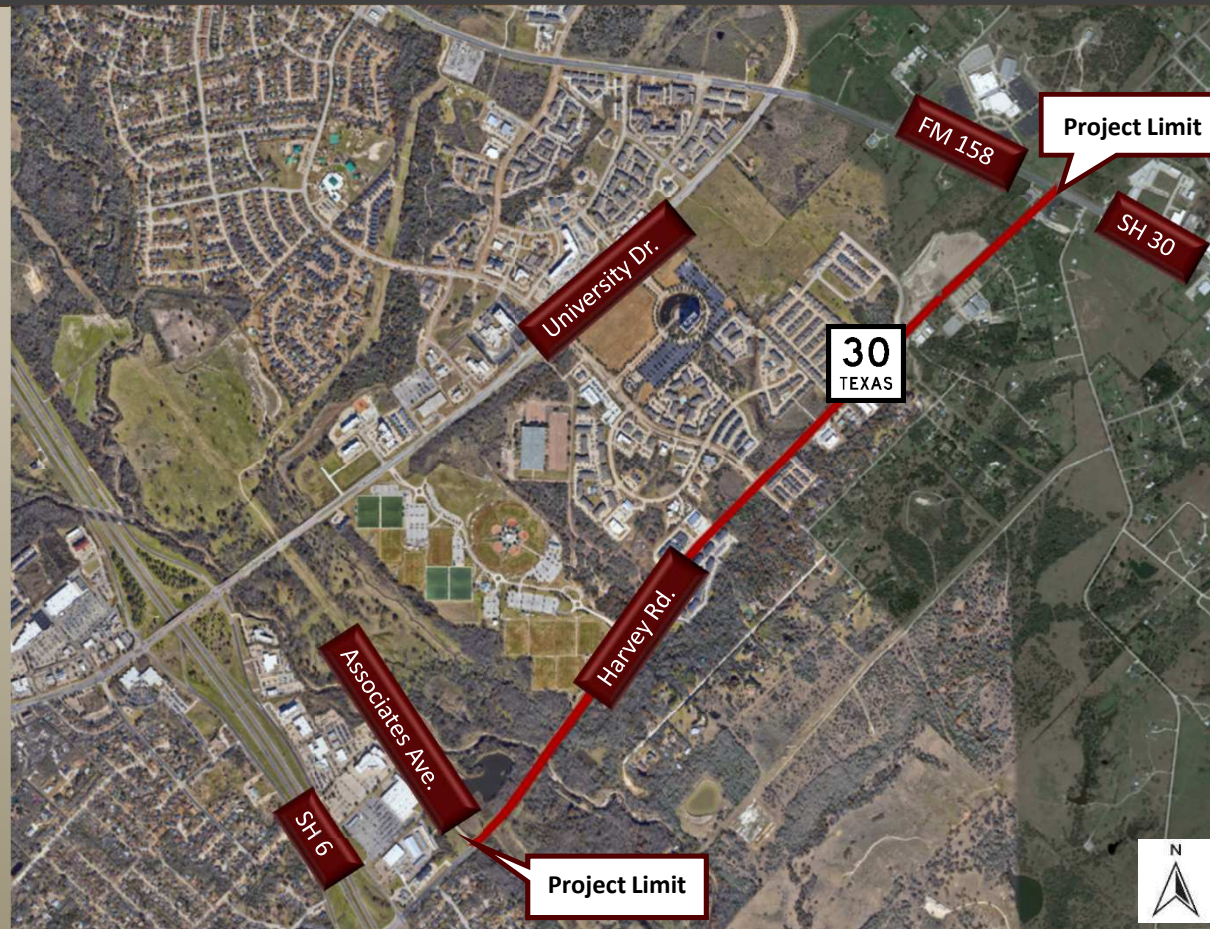 FM 158
Project Limit
SH 30
University Dr.
30
TEXAS
Harvey Rd.
Associates Ave.
SH 6
Project Limit
N